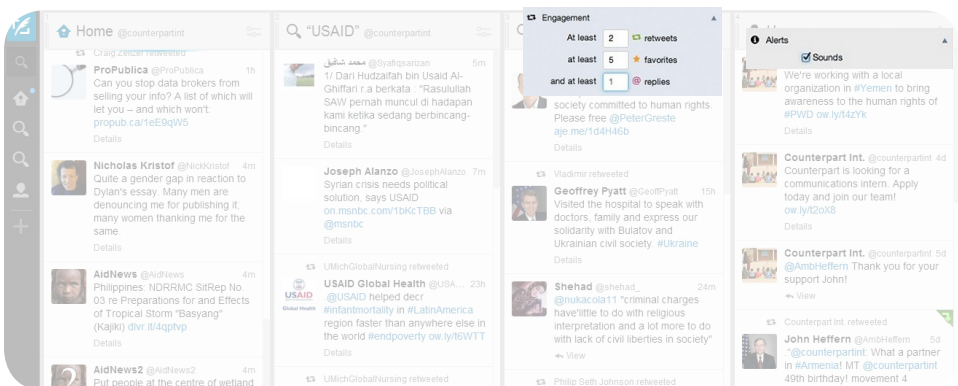 Home @counterpartint
Craig Zelizer retweeted
ProPublica @ProPublica 1h
Can you stop data brokers from
selling your info? A list of which will
let you – and which won't:
propub.ca/1eE9qW5
Details
Nicholas Kristof @NickKristof 4m
Quite a gender gap in reaction to
Dylan's essay. Many men are
denouncing me for publishing it,
many women thanking me for the
same.
Details
AidNews @AidNews 4m
Philippines: NDRRMC SitRep No.
03 re Preparations for and Effects
of Tropical Storm "Basyang"
(Kajiki) dlvr.it/4qptvp
Details
AidNews2 @AidNews2 4m
Put people at the centre of wetland
"USAID" @counterpartint
محمد شافيق @Syafiqsarizan 5m
1/ Dari Hudzaifah bin Usaid Al-
Ghiffari r.a berkata : "Rasulullah
SAW pernah muncul di hadapan
kami ketika sedang berbincang-
bincang."
Details
Joseph Alanzo @JosephAlanzo 7m
Syrian crisis needs political
solution, says USAID
on.msnbc.com/1bKcTBB via
@msnbc
Details
UMichGlobalNursing retweeted
USAID Global Health @USA... 23h
.@USAID helped decr
#infantmortality in #LatinAmerica
region faster than anywhere else in
the world #endpoverty ow.ly/t6WTT
Details
UMichGlobalNursing retweeted
Engagement
At least 2 retweets
at least 5 favorites
and at least 1 replies
society committed to human rights.
Please free @PeterGreste
aje.me/1d4H46b
Details
Vladimir retweeted
Geoffrey Pyatt @GeoffPyatt 15h
Visited the hospital to speak with
doctors, family and express our
solidarity with Bulatov and
Ukrainian civil society. #Ukraine
Details
Shehad @shehad_ 24m
@nukacola11 "criminal charges
have'little to do with religious
interpretation and a lot more to do
with lack of civil liberties in society"
View
Philip Seth Johnson retweeted
Alerts
Sounds
We're working with a local
organization in #Yemen to bring
awareness to the human rights of
#PWD ow.ly/t4zYk
Details
Counterpart Int. @counterpartint 4d
Counterpart is looking for a
communications intern. Apply
today and join our team!
ow.ly/t2oX8
Details
Counterpart Int. @counterpartint 5d
@AmbHeffern Thank you for your
support John!
View
Counterpart Int. retweeted
John Heffern @AmbHeffern 5d
."@counterpartint: What a partner
in #Armenia! MT @counterpartint
49th birthday! movement 4